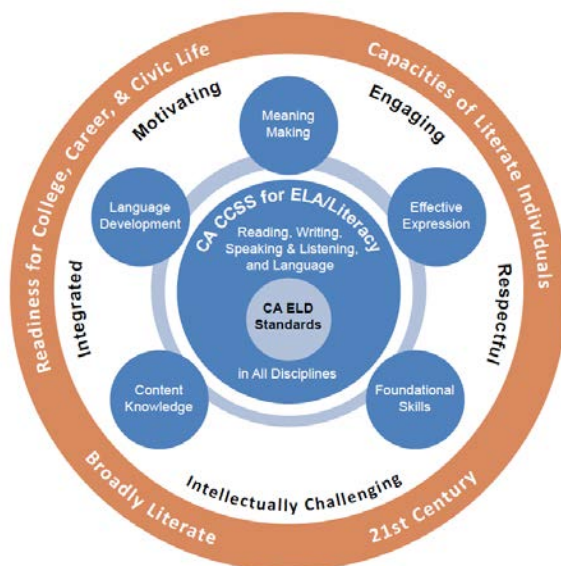 Readiness for College, Career, & Civic Life
Capacities of Literate Individuals
Motivating
Engaging
Meaning
Making
Language
Development
Effective
Expression
CA CCSS for ELA/Literacy
Reading, Writing,
Speaking & Listening,
and Language
CA ELD
Standards
in All Disciplines
Integrated
Respectful
Content
Knowledge
Foundational
Skills
Intellectually Challenging
Broadly Literate
21st Century